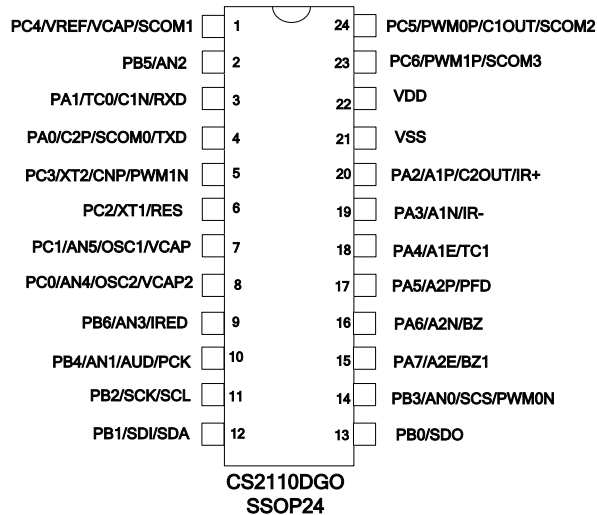 PC4/VREF/VCAP/SCOM1 1 24 PC5/PWM0P/C1OUT/SCOM2
PB5/AN2 2 23 PC6/PWM1P/SCOM3
PA1/TC0/C1N/RXD 3 22 VDD
PA0/C2P/SCOM0/TXD 4 21 VSS
PC3/XT2/CNP/PWM1N 5 20 PA2/A1P/C2OUT/IR+
PC2/XT1/RES 6 19 PA3/A1N/IR-
PC1/AN5/OSC1/VCAP 7 18 PA4/A1E/TC1
PC0/AN4/OSC2/VCAP2 8 17 PA5/A2P/PFD
PB6/AN3/IRED 9 16 PA6/A2N/BZ
PB4/AN1/AUD/PCK 10 15 PA7/A2E/BZ1
PB2/SCK/SCL 11 14 PB3/AN0/SCS/PWM0N
PB1/SDI/SDA 12 13 PB0/SDO
CS2110DGO
SSOP24